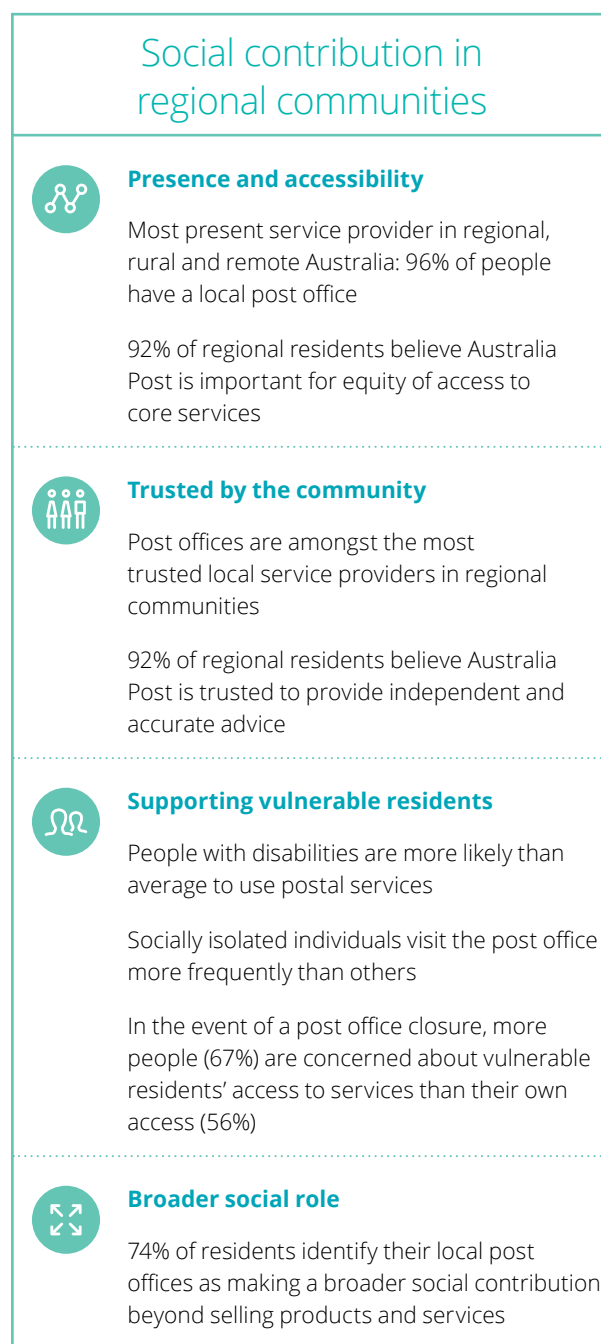 Social contribution in
regional communities
Presence and accessibility
Most present service provider in regional,
rural and remote Australia: 96% of people
have a local post office
92% of regional residents believe Australia
Post is important for equity of access to
core services
Trusted by the community
Post offices are amongst the most
trusted local service providers in regional
communities
92% of regional residents believe Australia
Post is trusted to provide independent and
accurate advice
Supporting vulnerable residents
People with disabilities are more likely than
average to use postal services
Socially isolated individuals visit the post office
more frequently than others
In the event of a post office closure, more
people (67%) are concerned about vulnerable
residents’ access to services than their own
access (56%)
Broader social role
74% of residents identify their local post
offices as making a broader social contribution
beyond selling products and services